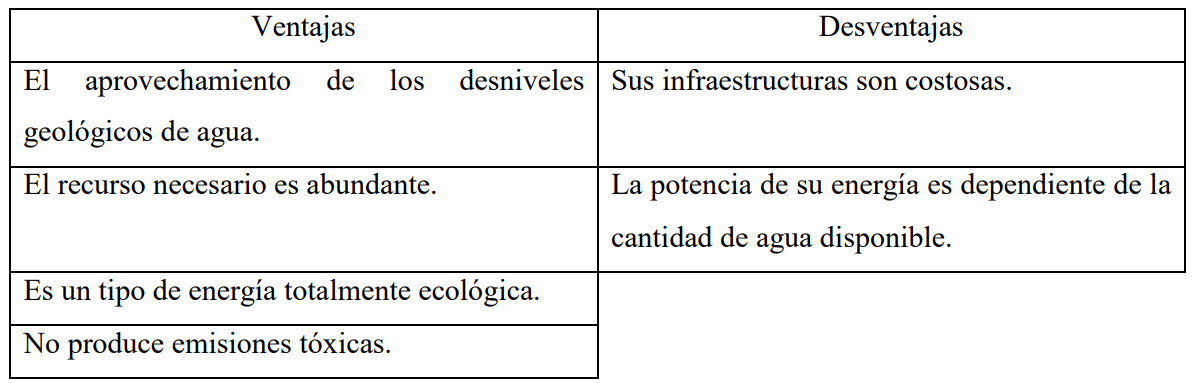 Ventajas
Desventajas
El aprovechamiento de los desniveles
geológicos de agua.
Sus infraestructuras son costosas.
El recurso necesario es abundante.
La potencia de su energía es dependiente de la
cantidad de agua disponible.
Es un tipo de energía totalmente ecológica.
No produce emisiones tóxicas.